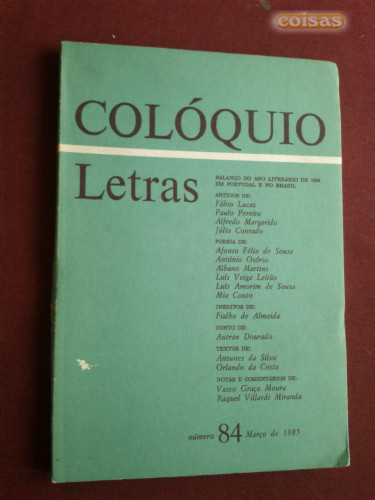 coisas
COLÓQUIO
Letras
BALANÇO DO ANO LITERÁRIO DE 1984
EM PORTUGAL E NO BRASIL
ARTIGOS DE:
Fábio Lucas
Paulo Pereira
Alfredo Margarido
Júlio Conrado
POESIA DE:
Afonso Félix de Sousa
António Osório
Albano Martins
Luís Veiga Leitão
Luís Amorim de Sousa
Mia Couto
INÉDITOS DE:
Fialho de Almeida
CONTO DE:
Autran Dourado
TEXTOS DE:
Antunes da Silva
Orlando da Costa
NOTAS E COMENTÁRIOS DE:
Vasco Graça Moura
Raquel Villardi Miranda
número 84 Março de 1985